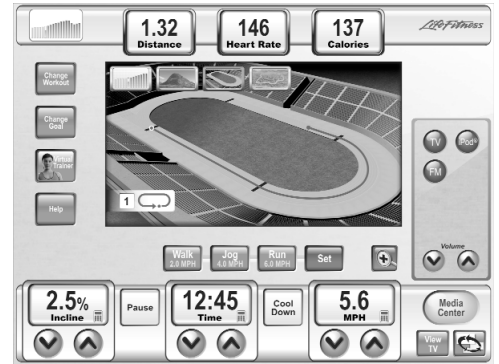 1.32
Distance
146
Heart Rate
137
Calories
LifeFitness
Change
Workout
Change
Goal
Virtual
Trainer
Help
1
TV
iPod®
FM
Volume
Walk
2.0 MPH
Jog
4.0 MPH
Run
6.0 MPH
Set
2.5%
Incline
Pause
12:45
Time
Cool
Down
5.6
MPH
Media
Center
View
TV